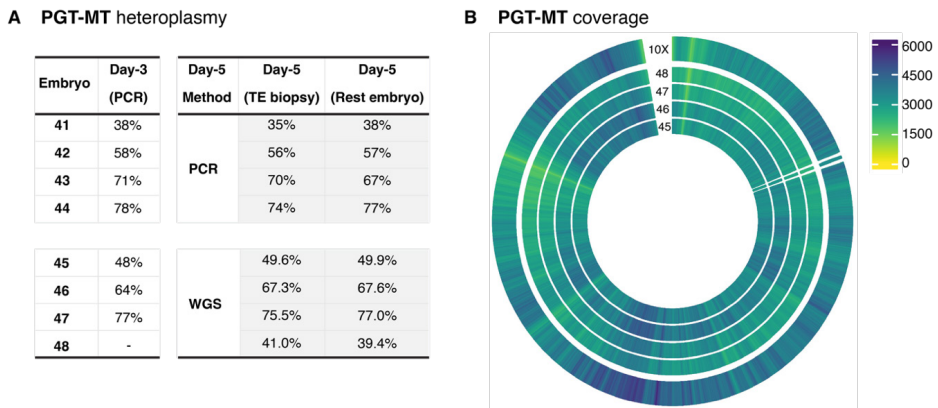 A PGT-MT heteroplasmy
Embryo Day-3 (PCR) Day-5 Method Day-5 (TE biopsy) Day-5 (Rest embryo)
41 38% 35% 38%
42 58% 56% 57%
PCR
43 71% 70% 67%
44 78% 74% 77%
45 48% 49.6% 49.9%
46 64% 67.3% 67.6%
WGS
47 77% 75.5% 77.0%
48 - 41.0% 39.4%
B PGT-MT coverage
10X
48
47
46
45
6000
4500
3000
1500
0